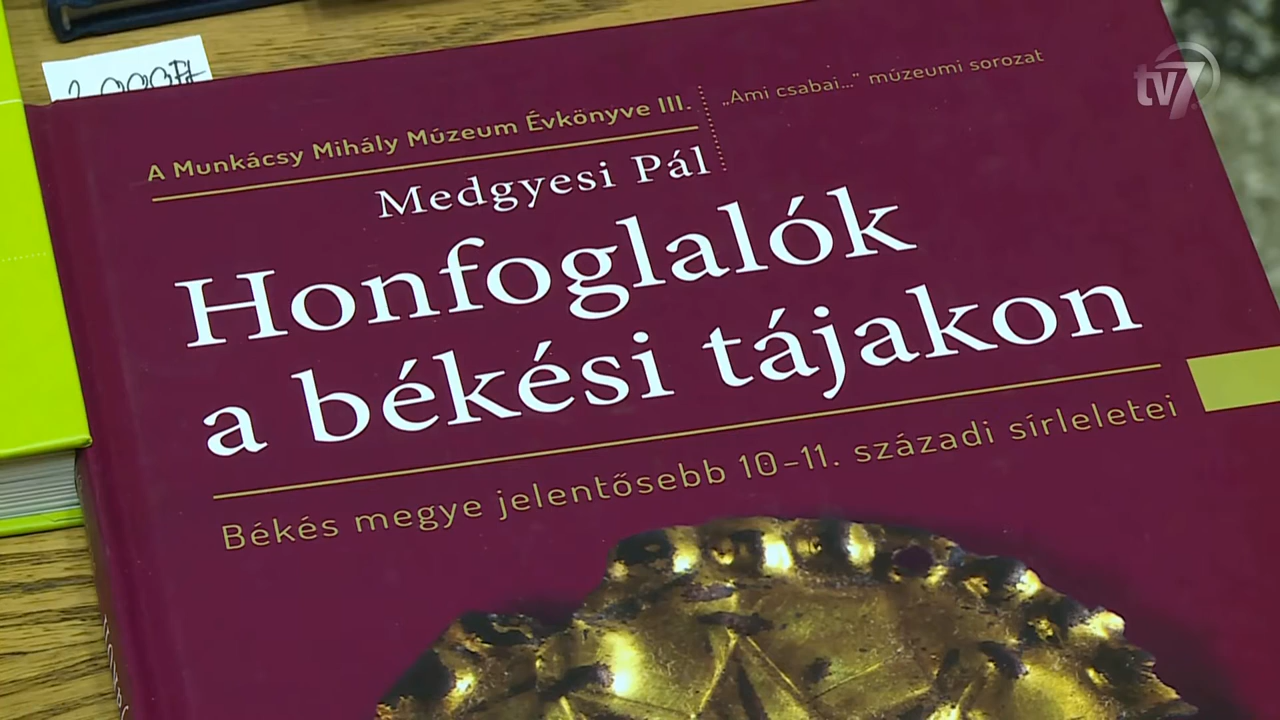 A Munkácsy Mihály Múzeum Évkönyve III.
„Ami csabai...” múzeumi sorozat
Medgyesi Pál
Honfoglalók
a békési tájakon
Békés megye jelentősebb 10–11. századi sírleletei
tv7